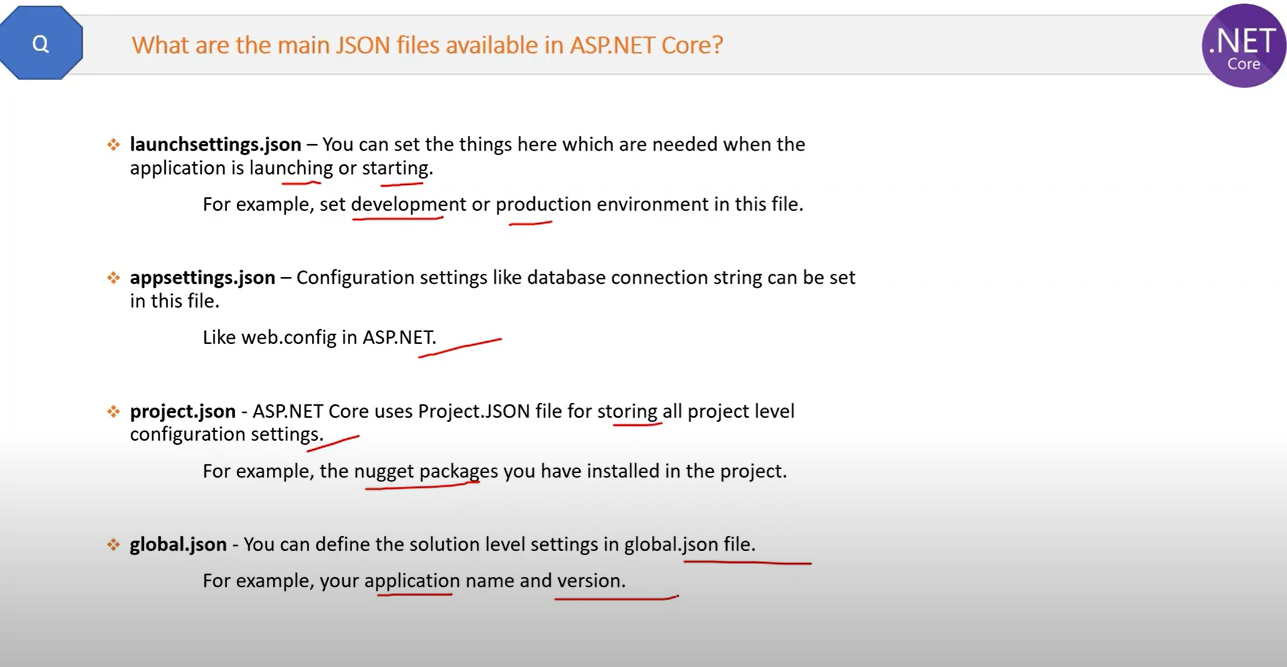 Q
What are the main JSON files available in ASP.NET Core?
.NET
Core
❖ launchsettings.json – You can set the things here which are needed when the
application is launching or starting.
For example, set development or production environment in this file.
❖ appsettings.json – Configuration settings like database connection string can be set
in this file.
Like web.config in ASP.NET.
❖ project.json - ASP.NET Core uses Project.JSON file for storing all project level
configuration settings.
For example, the nugget packages you have installed in the project.
❖ global.json - You can define the solution level settings in global.json file.
For example, your application name and version.